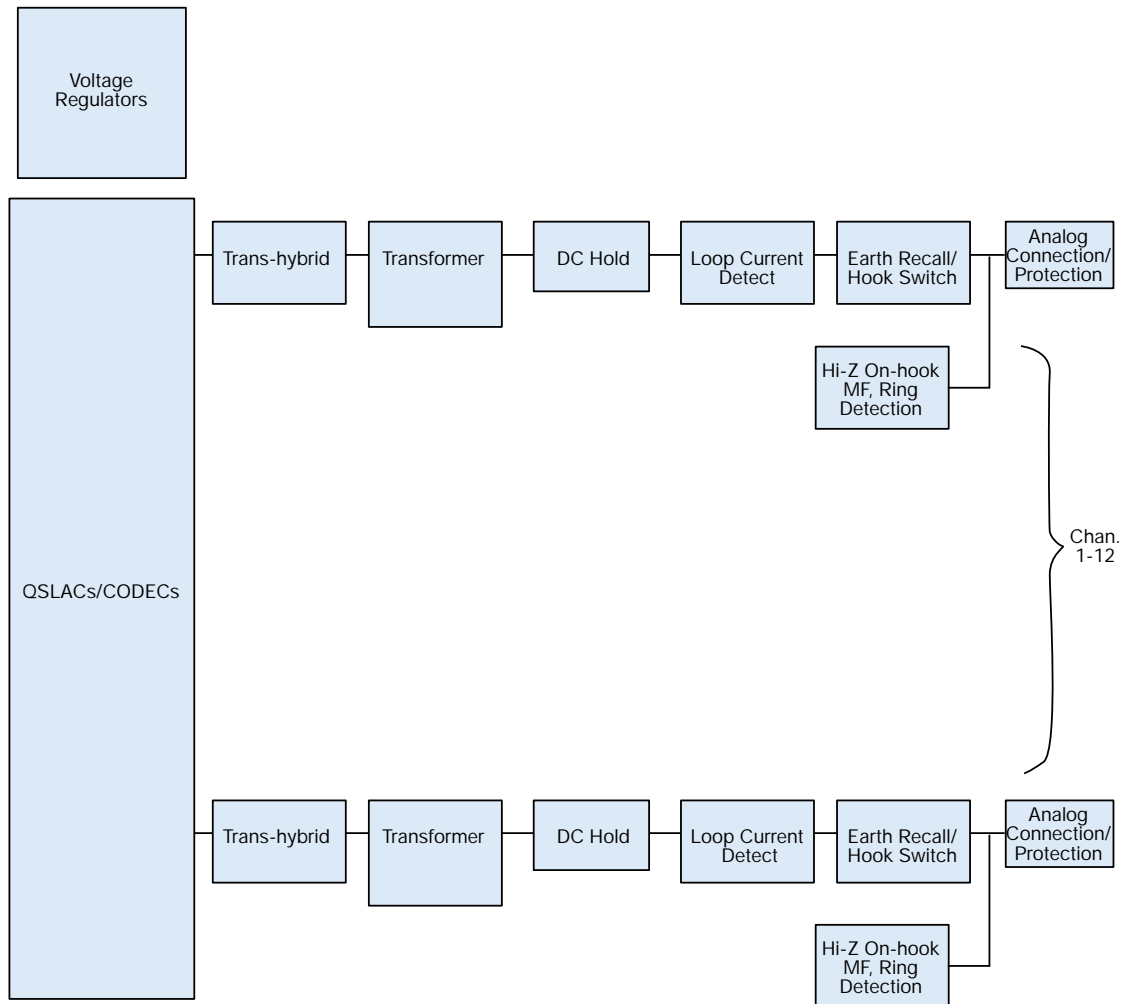 Voltage
Regulators
Trans-hybrid
Transformer
DC Hold
Loop Current
Detect
Earth Recall/
Hook Switch
Analog
Connection/
Protection
Hi-Z On-hook
MF, Ring
Detection
Chan.
1-12
QSLACs/CODECs
Trans-hybrid
Transformer
DC Hold
Loop Current
Detect
Earth Recall/
Hook Switch
Analog
Connection/
Protection
Hi-Z On-hook
MF, Ring
Detection